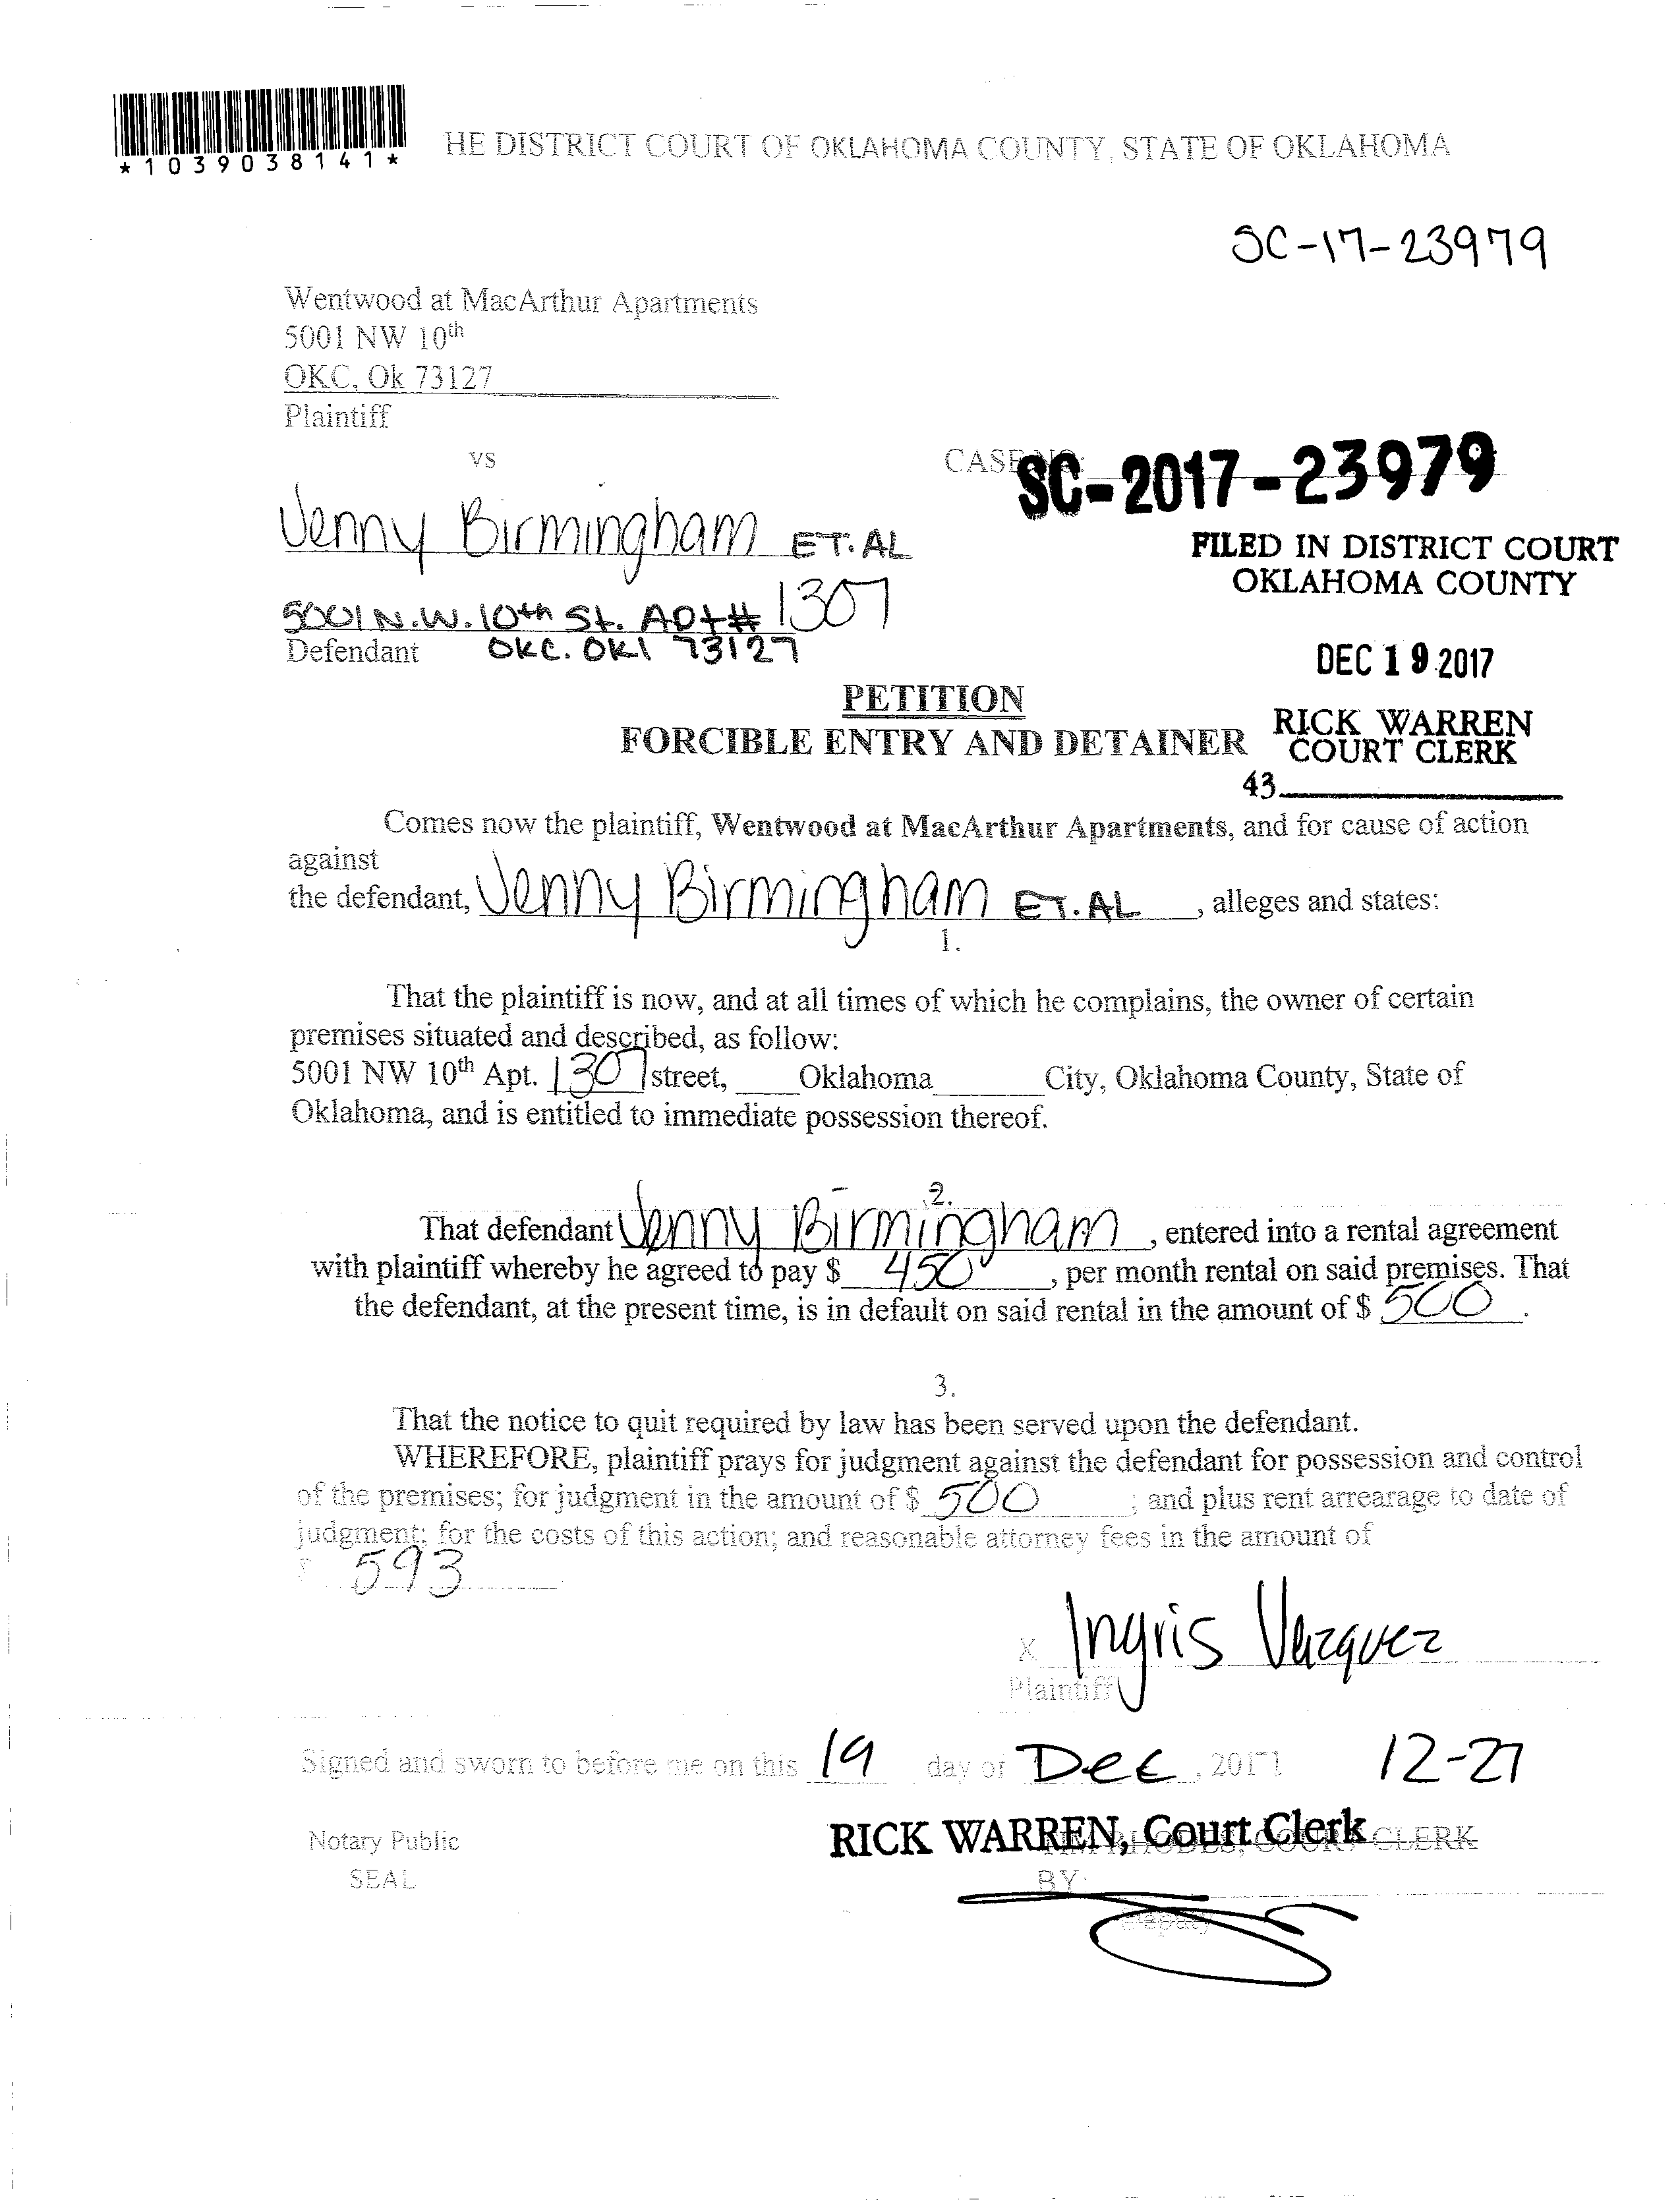 *1039038141*
HE DISTRICT COURT OF OKLAHOMA COUNTY, STATE OF OKLAHOMA
SC-17-23979
Wentwood at MacArthur Apartments
5001 NW 10th
OKC, Ok 73127
Plaintiff
vs
CASE NO:
SC-2017-23979
Jenny Birmingham ET.AL
FILED IN DISTRICT COURT
OKLAHOMA COUNTY
5001 N.W. 10th St. Apt# 1307
Defendant OKC. OKl 73127
DEC 19 2017
PETITION
FORCIBLE ENTRY AND DETAINER
RICK WARREN
COURT CLERK
43
Comes now the plaintiff, Wentwood at MacArthur Apartments, and for cause of action
against
the defendant, Jenny Birmingham ET.AL , alleges and states:
1.
That the plaintiff is now, and at all times of which he complains, the owner of certain
premises situated and described, as follow:
5001 NW 10th Apt. 1307 street, Oklahoma City, Oklahoma County, State of
Oklahoma, and is entitled to immediate possession thereof.
2.
That defendant Jenny Birmingham , entered into a rental agreement
with plaintiff whereby he agreed to pay $ 450 , per month rental on said premises. That
the defendant, at the present time, is in default on said rental in the amount of $ 500 .
3.
That the notice to quit required by law has been served upon the defendant.
WHEREFORE, plaintiff prays for judgment against the defendant for possession and control
of the premises; for judgment in the amount of $ 500 ; and plus rent arrearage to date of
judgment; for the costs of this action; and reasonable attorney fees in the amount of
$ 593
x Ingris Vazquez
Plaintiff
Signed and sworn to before me on this 19 day of Dec , 2017 12-27
Notary Public
RICK WARREN, Court Clerk CLERK
SEAL
BY:
Deputy